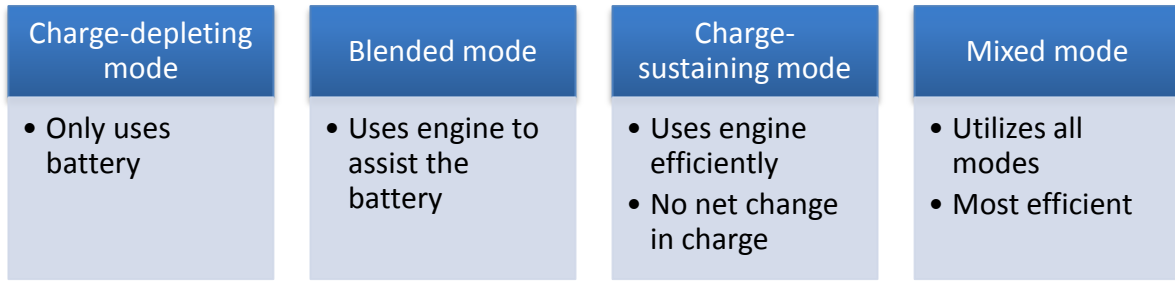 Charge-depleting
mode
• Only uses
battery
Blended mode
• Uses engine to
assist the
battery
Charge-
sustaining mode
• Uses engine
efficiently
• No net change
in charge
Mixed mode
• Utilizes all
modes
• Most efficient